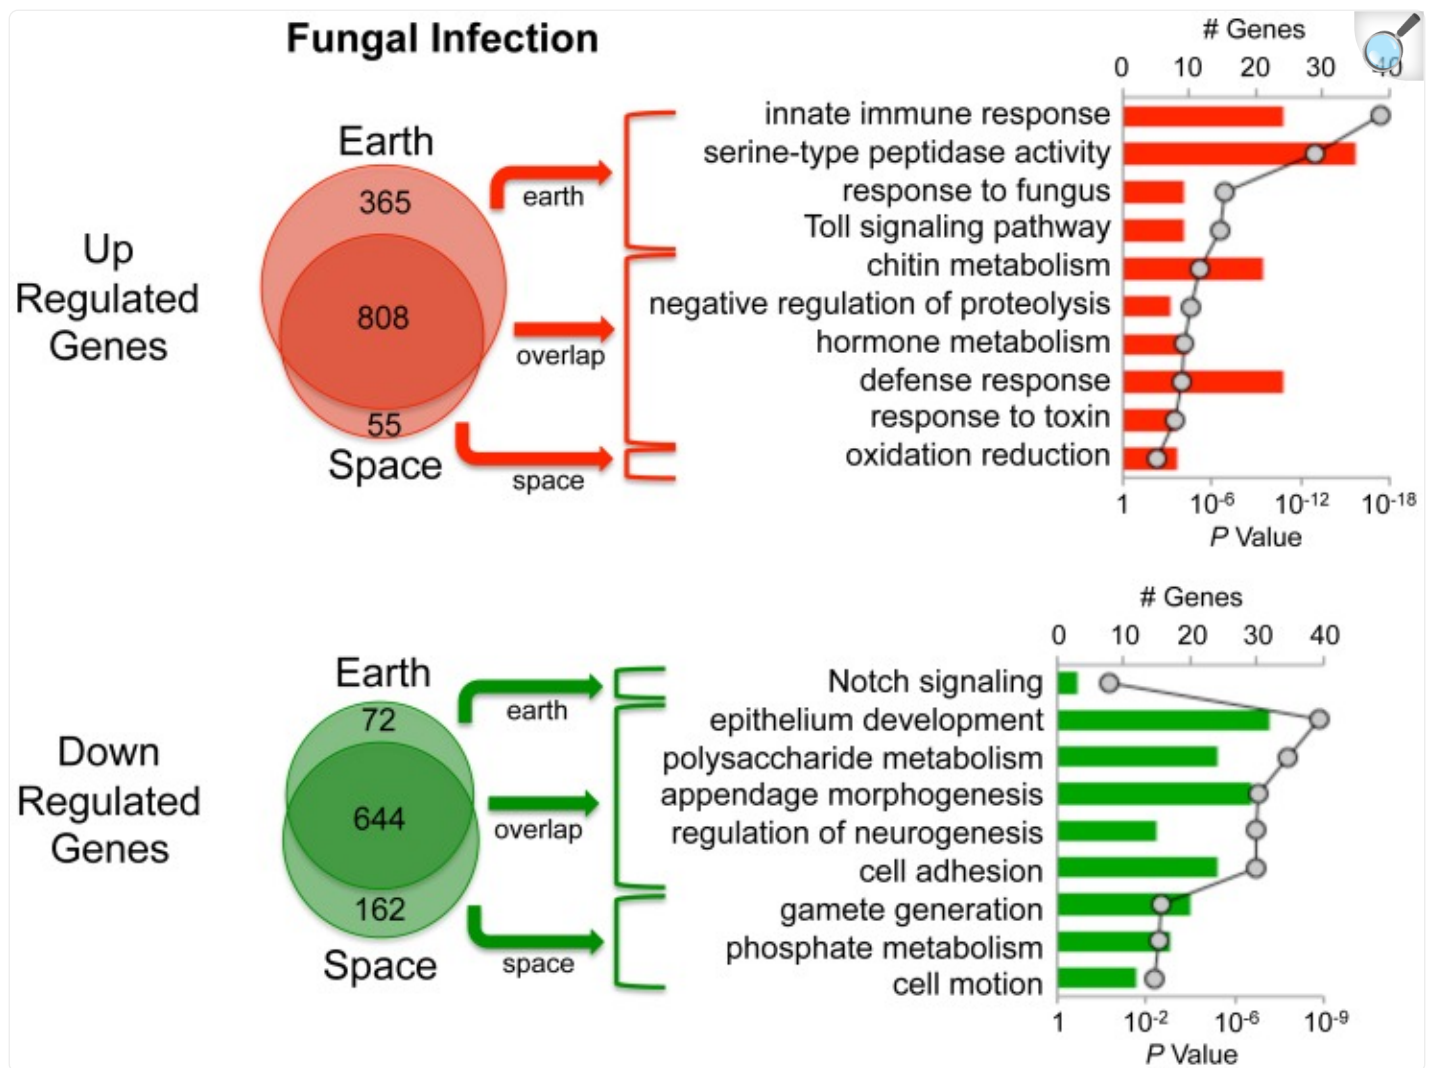 Fungal Infection
Up
Regulated
Genes
Earth
365
808
55
Space
earth
overlap
space
# Genes
0 10 20 30 40
innate immune response
serine-type peptidase activity
response to fungus
Toll signaling pathway
chitin metabolism
negative regulation of proteolysis
hormone metabolism
defense response
response to toxin
oxidation reduction
1 10-6 10-12 10-18
P Value
Down
Regulated
Genes
Earth
72
644
162
Space
earth
overlap
space
# Genes
0 10 20 30 40
Notch signaling
epithelium development
polysaccharide metabolism
appendage morphogenesis
regulation of neurogenesis
cell adhesion
gamete generation
phosphate metabolism
cell motion
1 10-2 10-6 10-9
P Value